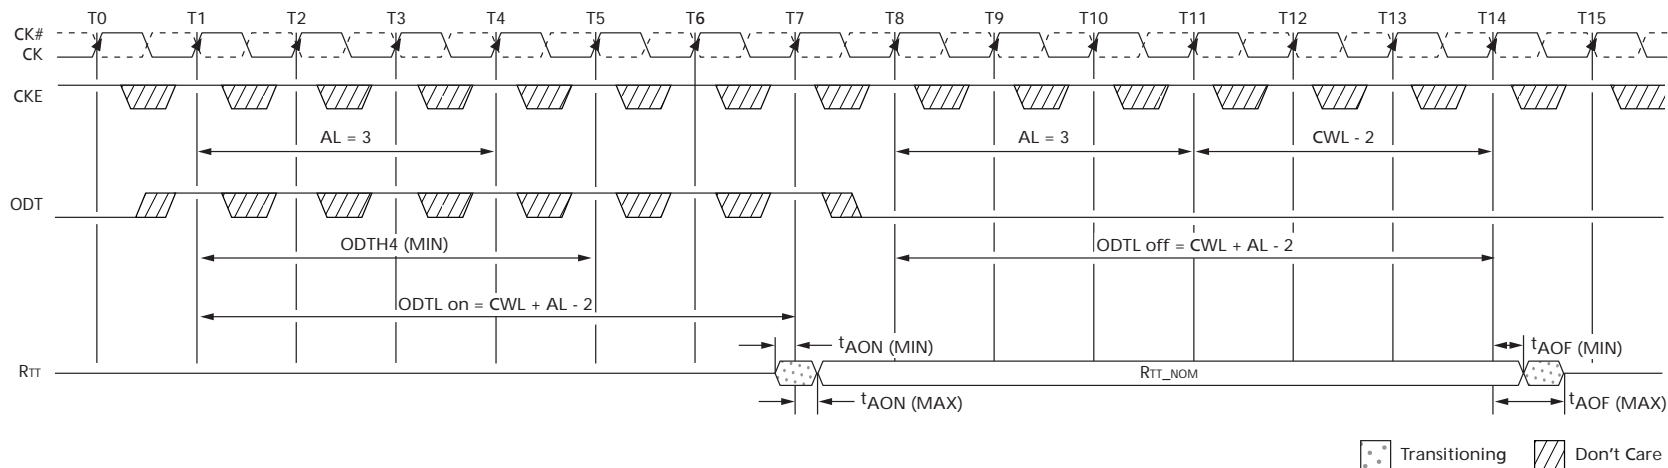 T0 T1 T2 T3 T4 T5 T6 T7 T8 T9 T10 T11 T12 T13 T14 T15
CK#
CK
CKE
AL = 3
AL = 3
CWL - 2
ODT
ODTH4 (MIN)
ODTL off = CWL + AL - 2
ODTL on = CWL + AL - 2
tAON (MIN)
tAOF (MIN)
RTT
RTT_NOM
tAON (MAX)
tAOF (MAX)
Transitioning
Don't Care